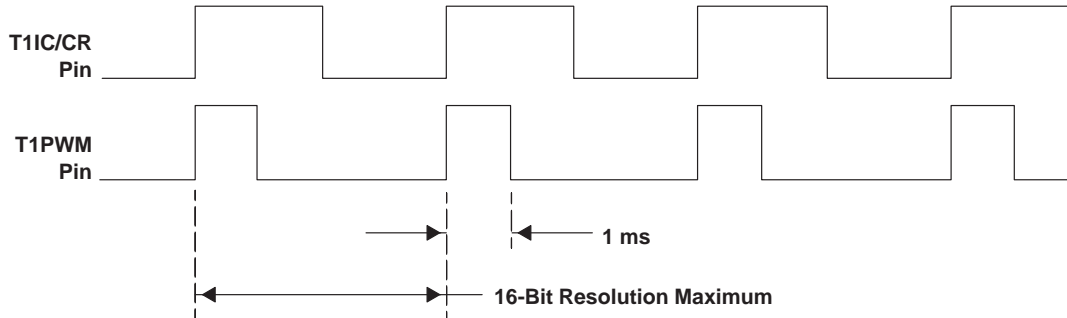 T1IC/CR
Pin
T1PWM
Pin
1 ms
16-Bit Resolution Maximum